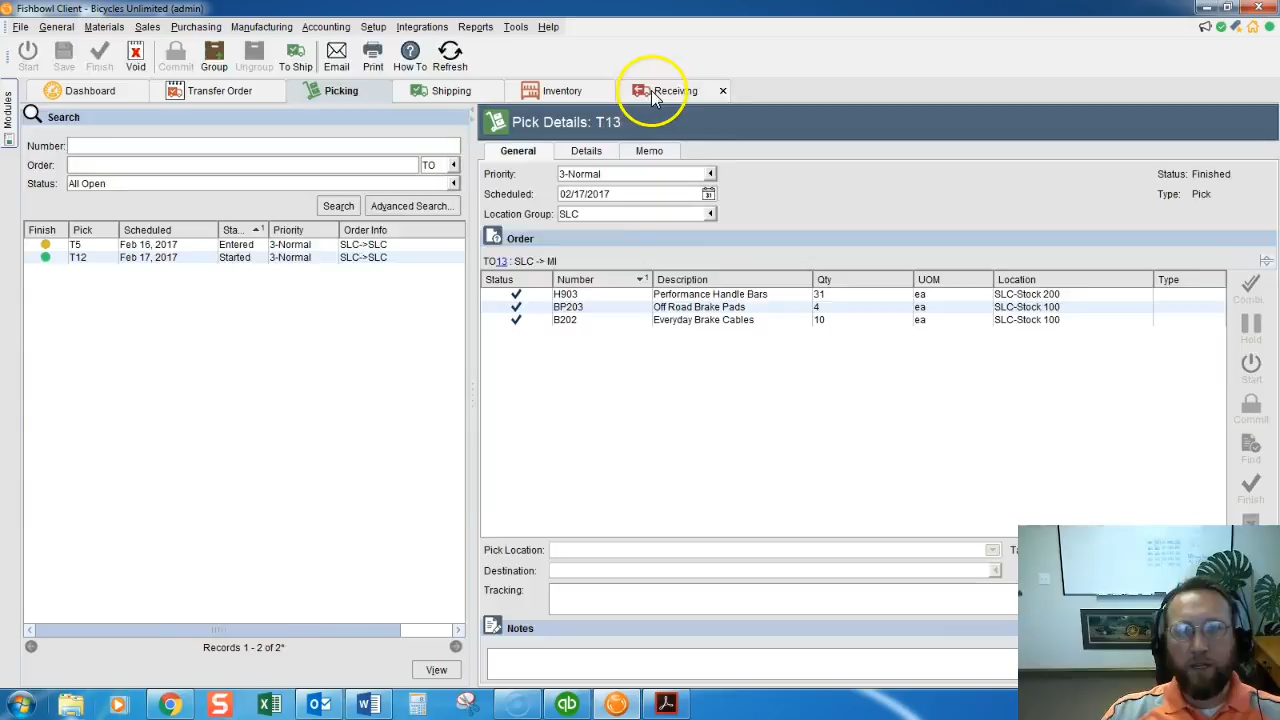 Fishbowl Client - Bicycles Unlimited (admin)
File General Materials Sales Purchasing Manufacturing Accounting Setup Integrations Reports Tools Help
Start Save Finish Void Commit Group Ungroup To Ship Email Print How To Refresh
Modules
Dashboard Transfer Order Picking Shipping Inventory Receiving
Search
Number:
Order: TO
Status: All Open
Search Advanced Search...
Finish Pick Scheduled Sta... 1 Priority Order Info
T5 Feb 16, 2017 Entered 3-Normal SLC->SLC
T12 Feb 17, 2017 Started 3-Normal SLC->SLC
Records 1 - 2 of 2*
View
Pick Details: T13
General Details Memo
Priority: 3-Normal
Scheduled: 02/17/2017
Location Group: SLC
Status: Finished
Type: Pick
Order
TO13 : SLC -> MI
Status Number 1 Description Qty UOM Location Type
H903 Performance Handle Bars 31 ea SLC-Stock 200
BP203 Off Road Brake Pads 4 ea SLC-Stock 100
B202 Everyday Brake Cables 10 ea SLC-Stock 100
Combi..
Hold
Start
Commit
Find
Finish
Pick Location:
Destination:
Tracking:
Notes